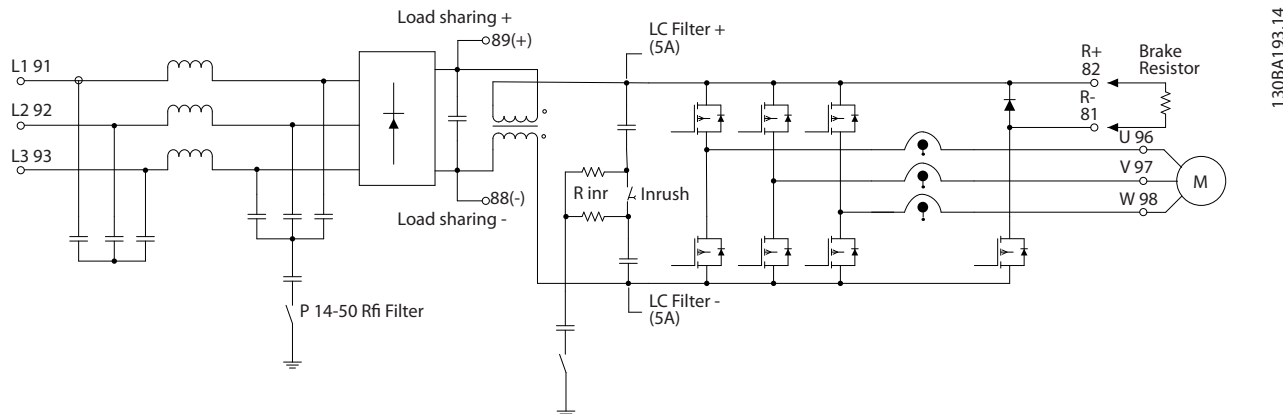 Load sharing +
89(+)
LC Filter +
(5A)
R+
82
Brake
Resistor
130BA193.14
L1 91
L2 92
L3 93
R-
81
U 96
V 97
W 98
M
R inr
Inrush
88(-)
Load sharing -
P 14-50 Rfi Filter
LC Filter -
(5A)